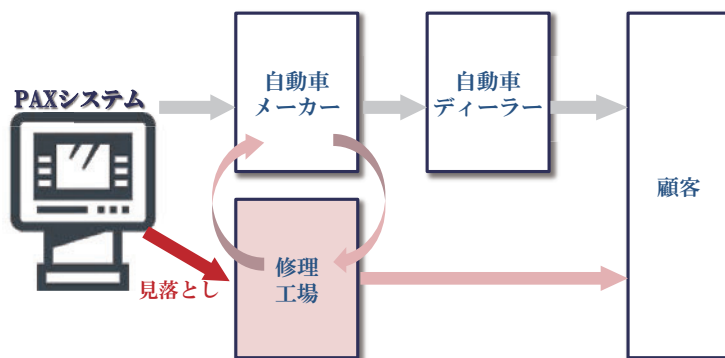 PAXシステム
自動車
メーカー
自動車
ディーラー
顧客
見落とし
修理
工場